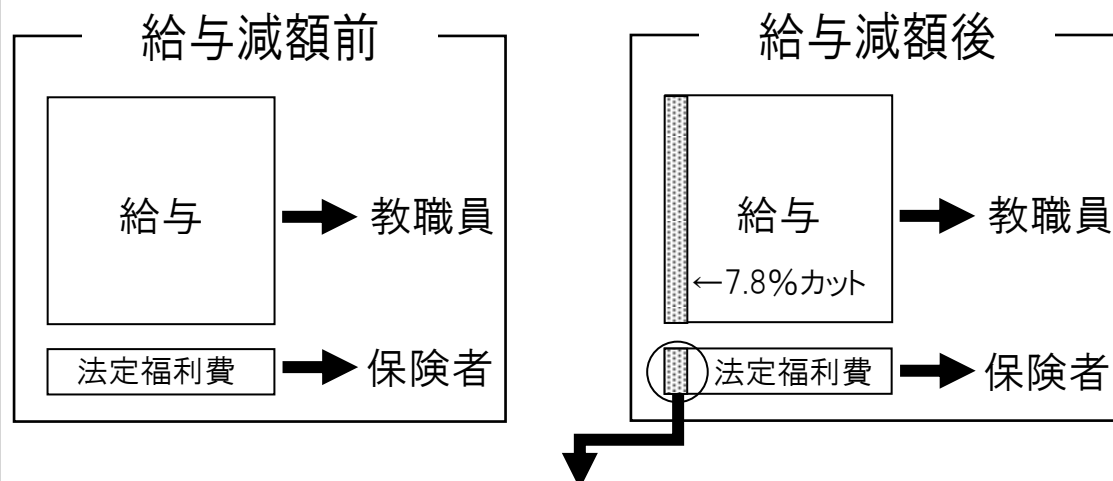 給与減額前
給与
教職員
法定福利費
保険者
給与減額後
給与
教職員
←7.8%カット
法定福利費
保険者